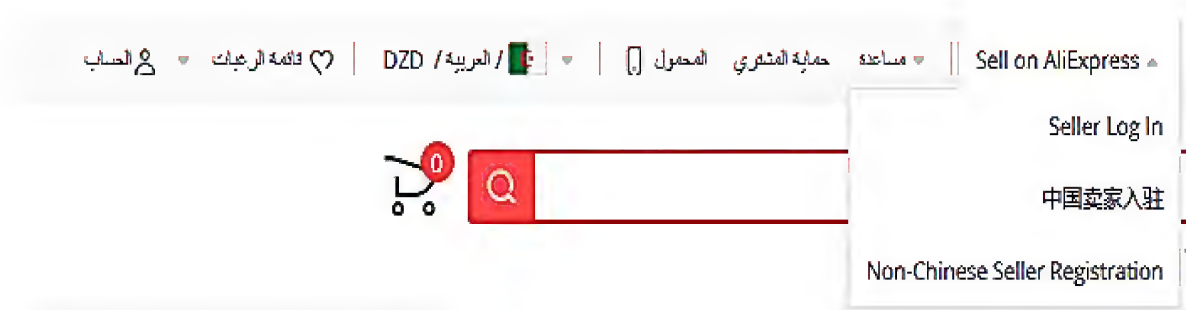 Sell on AliExpress
مساعدة
حماية المشتري
المحمول
/ العربية / DZD
قائمة الرغبات
الحساب
Seller Log In
0
中国卖家入驻
Non-Chinese Seller Registration